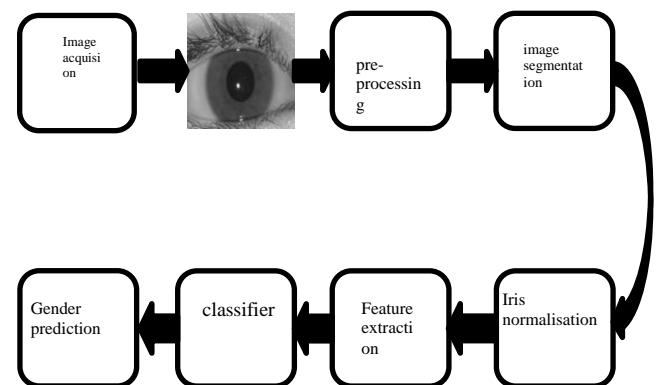 Image
acquisi
on
pre-
processin
g
image
segmentat
ion
Iris
normalisation
Feature
extracti
on
classifier
Gender
prediction